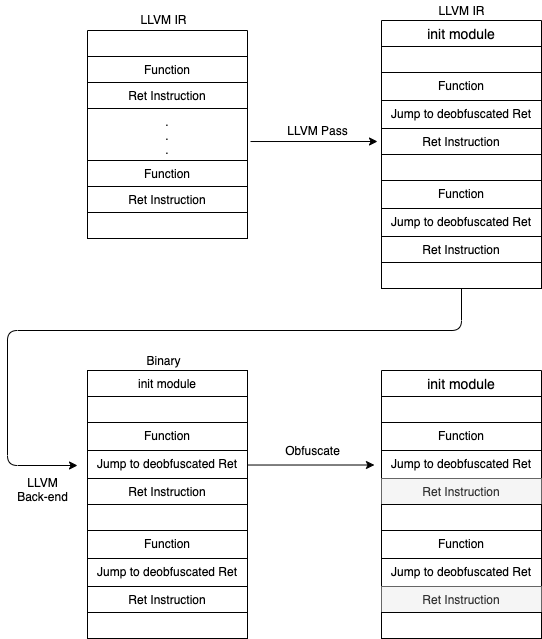 LLVM IR
Function
Ret Instruction
.
.
.
Function
Ret Instruction
LLVM Pass
LLVM IR
init module
Function
Jump to deobfuscated Ret
Ret Instruction
Function
Jump to deobfuscated Ret
Ret Instruction
LLVM
Back-end
Binary
init module
Function
Jump to deobfuscated Ret
Ret Instruction
Function
Jump to deobfuscated Ret
Ret Instruction
Obfuscate
init module
Function
Jump to deobfuscated Ret
Ret Instruction
Function
Jump to deobfuscated Ret
Ret Instruction